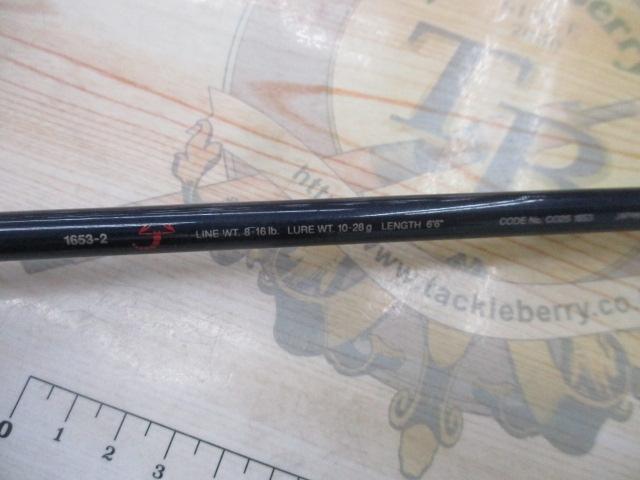 TB
1653-2 LINE WT. 8-16 lb. LURE WT. 10-28 g LENGTH 6'6" CODE No.
www.tackleberry.co
0 1 2 3